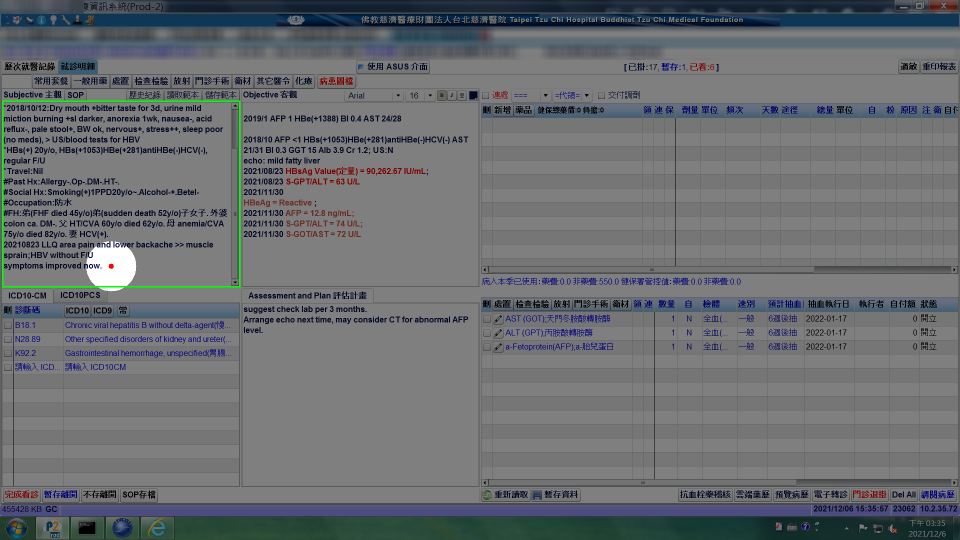 資訊系統(Prod-2)
佛教慈濟醫療財團法人台北慈濟醫院 Taipei Tzu Chi Hospital Buddhist Tzu Chi Medical Foundation
歷次就醫記錄 就診明細
使用 ASUS 介面
[已掛:17, 暫存:1, 已看:6]
過敏 重印報表
常用套餐 一般用藥 處置 檢查檢驗 放射 門診手術 衛材 其它醫令 化療 病患圖檔
Subjective 主觀 SOP 歷史紀錄 讀取範本 儲存範本
*2018/10/12:Dry mouth +bitter taste for 3d, urine mild
miction burning +sl darker, anorexia 1wk, nausea-, acid
reflux-, pale stool+, BW ok, nervous+, stress++, sleep poor
(no meds), > US/blood tests for HBV
*HBs(+) 20y/o, HBs(+1053)HBe(+281)antiHBe(-)HCV(-),
regular F/U
*Travel:Nil
#Past Hx:Allergy-.Op-.DM-.HT-.
#Social Hx: Smoking(+)1PPD20y/o~.Alcohol-+.Betel-
#Occupation:防水
#FH:弟(FHF died 45y/o)弟(sudden death 52y/o)子女子. 外婆
colon ca. DM-. 父 HT/CVA 60y/o died 62y/o. 母 anemia/CVA
75y/o died 82y/o. 妻 HCV(+).
20210823 LLQ area pain and lower backache >> muscle
sprain;HBV without F/U
symptoms improved now.
Objective 客觀 Arial 16 B I
2019/1 AFP 1 HBe(+1388) BI 0.4 AST 24/28
2018/10 AFP <1 HBs(+1053)HBe(+281)antiHBe(-)HCV(-) AST
21/31 BI 0.3 GGT 15 Alb 3.9 Cr 1.2; US:N
echo: mild fatty liver
2021/08/23 HBsAg Value(定量) = 90,262.67 IU/mL;
2021/08/23 S-GPT/ALT = 63 U/L
2021/11/30
HBeAg = Reactive ;
2021/11/30 AFP = 12.8 ng/mL;
2021/11/30 S-GPT/ALT = 74 U/L;
2021/11/30 S-GOT/AST = 72 U/L
連處 === =代碼= 交付調劑
刪 新增 藥品 健保總藥價:0 負擔:0 領 連 保 劑量 單位 頻次 天數 途徑 總量 單位 自 粉 原因 注 衛 自付
病人本季已使用:藥費:0.0 非藥費:550.0 健保署管控值:藥費:0.0 非藥費:0.0
ICD10-CM ICD10PCS
刪 診斷碼 ICD10 ICD9 常
B18.1 Chronic viral hepatitis B without delta-agent(慢...
N28.89 Other specified disorders of kidney and ureter(...
K92.2 Gastrointestinal hemorrhage, unspecified(胃腸...
請輸入 ICD... 請輸入 ICD10CM
Assessment and Plan 評估計畫
suggest check lab per 3 months.
Arrange echo next time, may consider CT for abnormal AFP
level.
刪 處置 檢查檢驗 放射 門診手術 衛材 領 連 數量 自 檢體 速別 預計抽血 抽血執行日 執行者 自付額 狀態
AST (GOT);天門冬胺酸轉胺酶 1 N 全血(... 一般 6週後抽 2022-01-17 0 開立
ALT (GPT);丙胺酸轉胺酶 1 N 全血(... 一般 6週後抽 2022-01-17 0 開立
a-Fetoprotein(AFP);a-胎兒蛋白 1 N 全血(... 一般 6週後抽 2022-01-17 0 開立
完成看診 暫存離開 不存離開 SOP存檔
重新讀取 暫存資料
抗血栓藥稽核 雲端藥歷 預覽病歷 電子轉診 門診退掛 Del All 調閱病歷
455428 KB GC
2021/12/06 15:35:57 23062 10.2.35.72
下午 03:35
2021/12/6